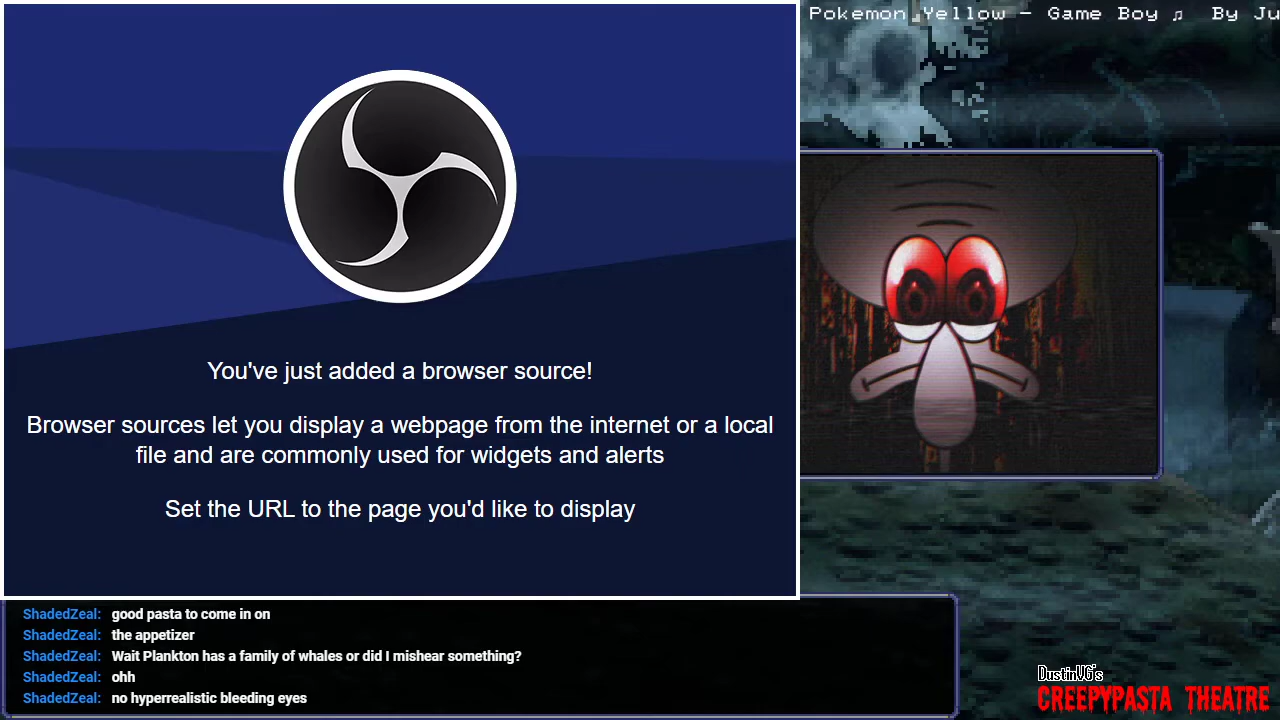 Pokemon Yellow - Game Boy ♫ By Ju
You've just added a browser source!
Browser sources let you display a webpage from the internet or a local
file and are commonly used for widgets and alerts
Set the URL to the page you'd like to display
ShadedZeal: good pasta to come in on
ShadedZeal: the appetizer
ShadedZeal: Wait Plankton has a family of whales or did I mishear something?
ShadedZeal: ohh
ShadedZeal: no hyperrealistic bleeding eyes
DustinVG's
CREEPYPASTA THEATRE